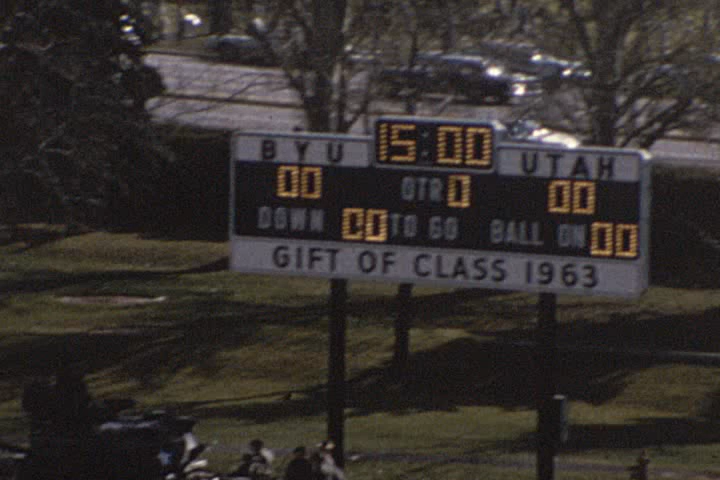 15:00
BYU UTAH
00 QTR 0 00
DOWN 00 TO GO BALL ON 00
GIFT OF CLASS 1963